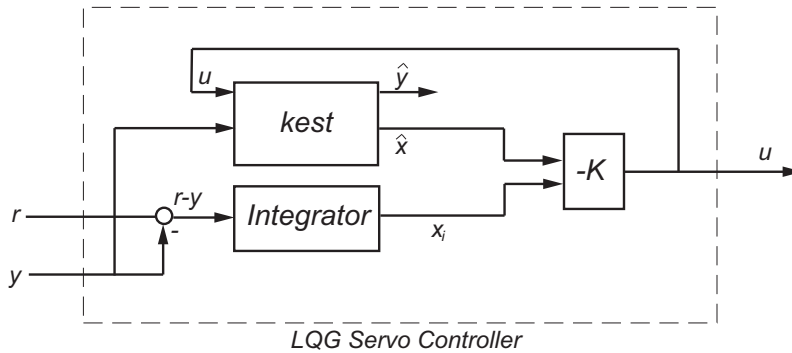 u
ŷ
kest
x̂
-K
u
r
r-y
-
Integrator
xᵢ
y
LQG Servo Controller